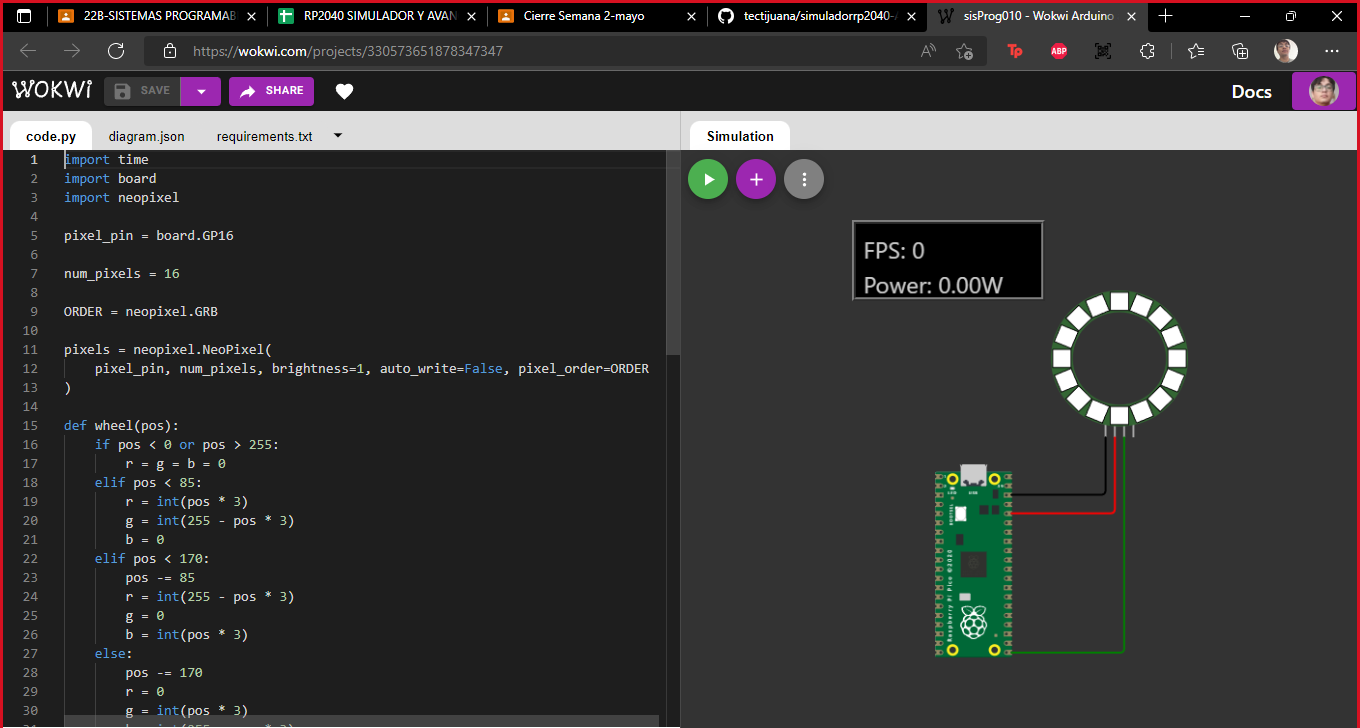 22B-SISTEMAS PROGRAMAB
RP2040 SIMULADOR Y AVAN
Cierre Semana 2-mayo
tectijuana/simuladorrp2040-
sisProg010 - Wokwi Arduino
https://wokwi.com/projects/330573651878347347
WOKWI
SAVE
SHARE
Docs
code.py
diagram.json
requirements.txt
Simulation
1 import time
2 import board
3 import neopixel
4
5 pixel_pin = board.GP16
6
7 num_pixels = 16
8
9 ORDER = neopixel.GRB
10
11 pixels = neopixel.NeoPixel(
12 pixel_pin, num_pixels, brightness=1, auto_write=False, pixel_order=ORDER
13 )
14
15 def wheel(pos):
16 if pos < 0 or pos > 255:
17 r = g = b = 0
18 elif pos < 85:
19 r = int(pos * 3)
20 g = int(255 - pos * 3)
21 b = 0
22 elif pos < 170:
23 pos -= 85
24 r = int(255 - pos * 3)
25 g = 0
26 b = int(pos * 3)
27 else:
28 pos -= 170
29 r = 0
30 g = int(pos * 3)
FPS: 0
Power: 0.00W
Raspberry Pi Pico ©2020